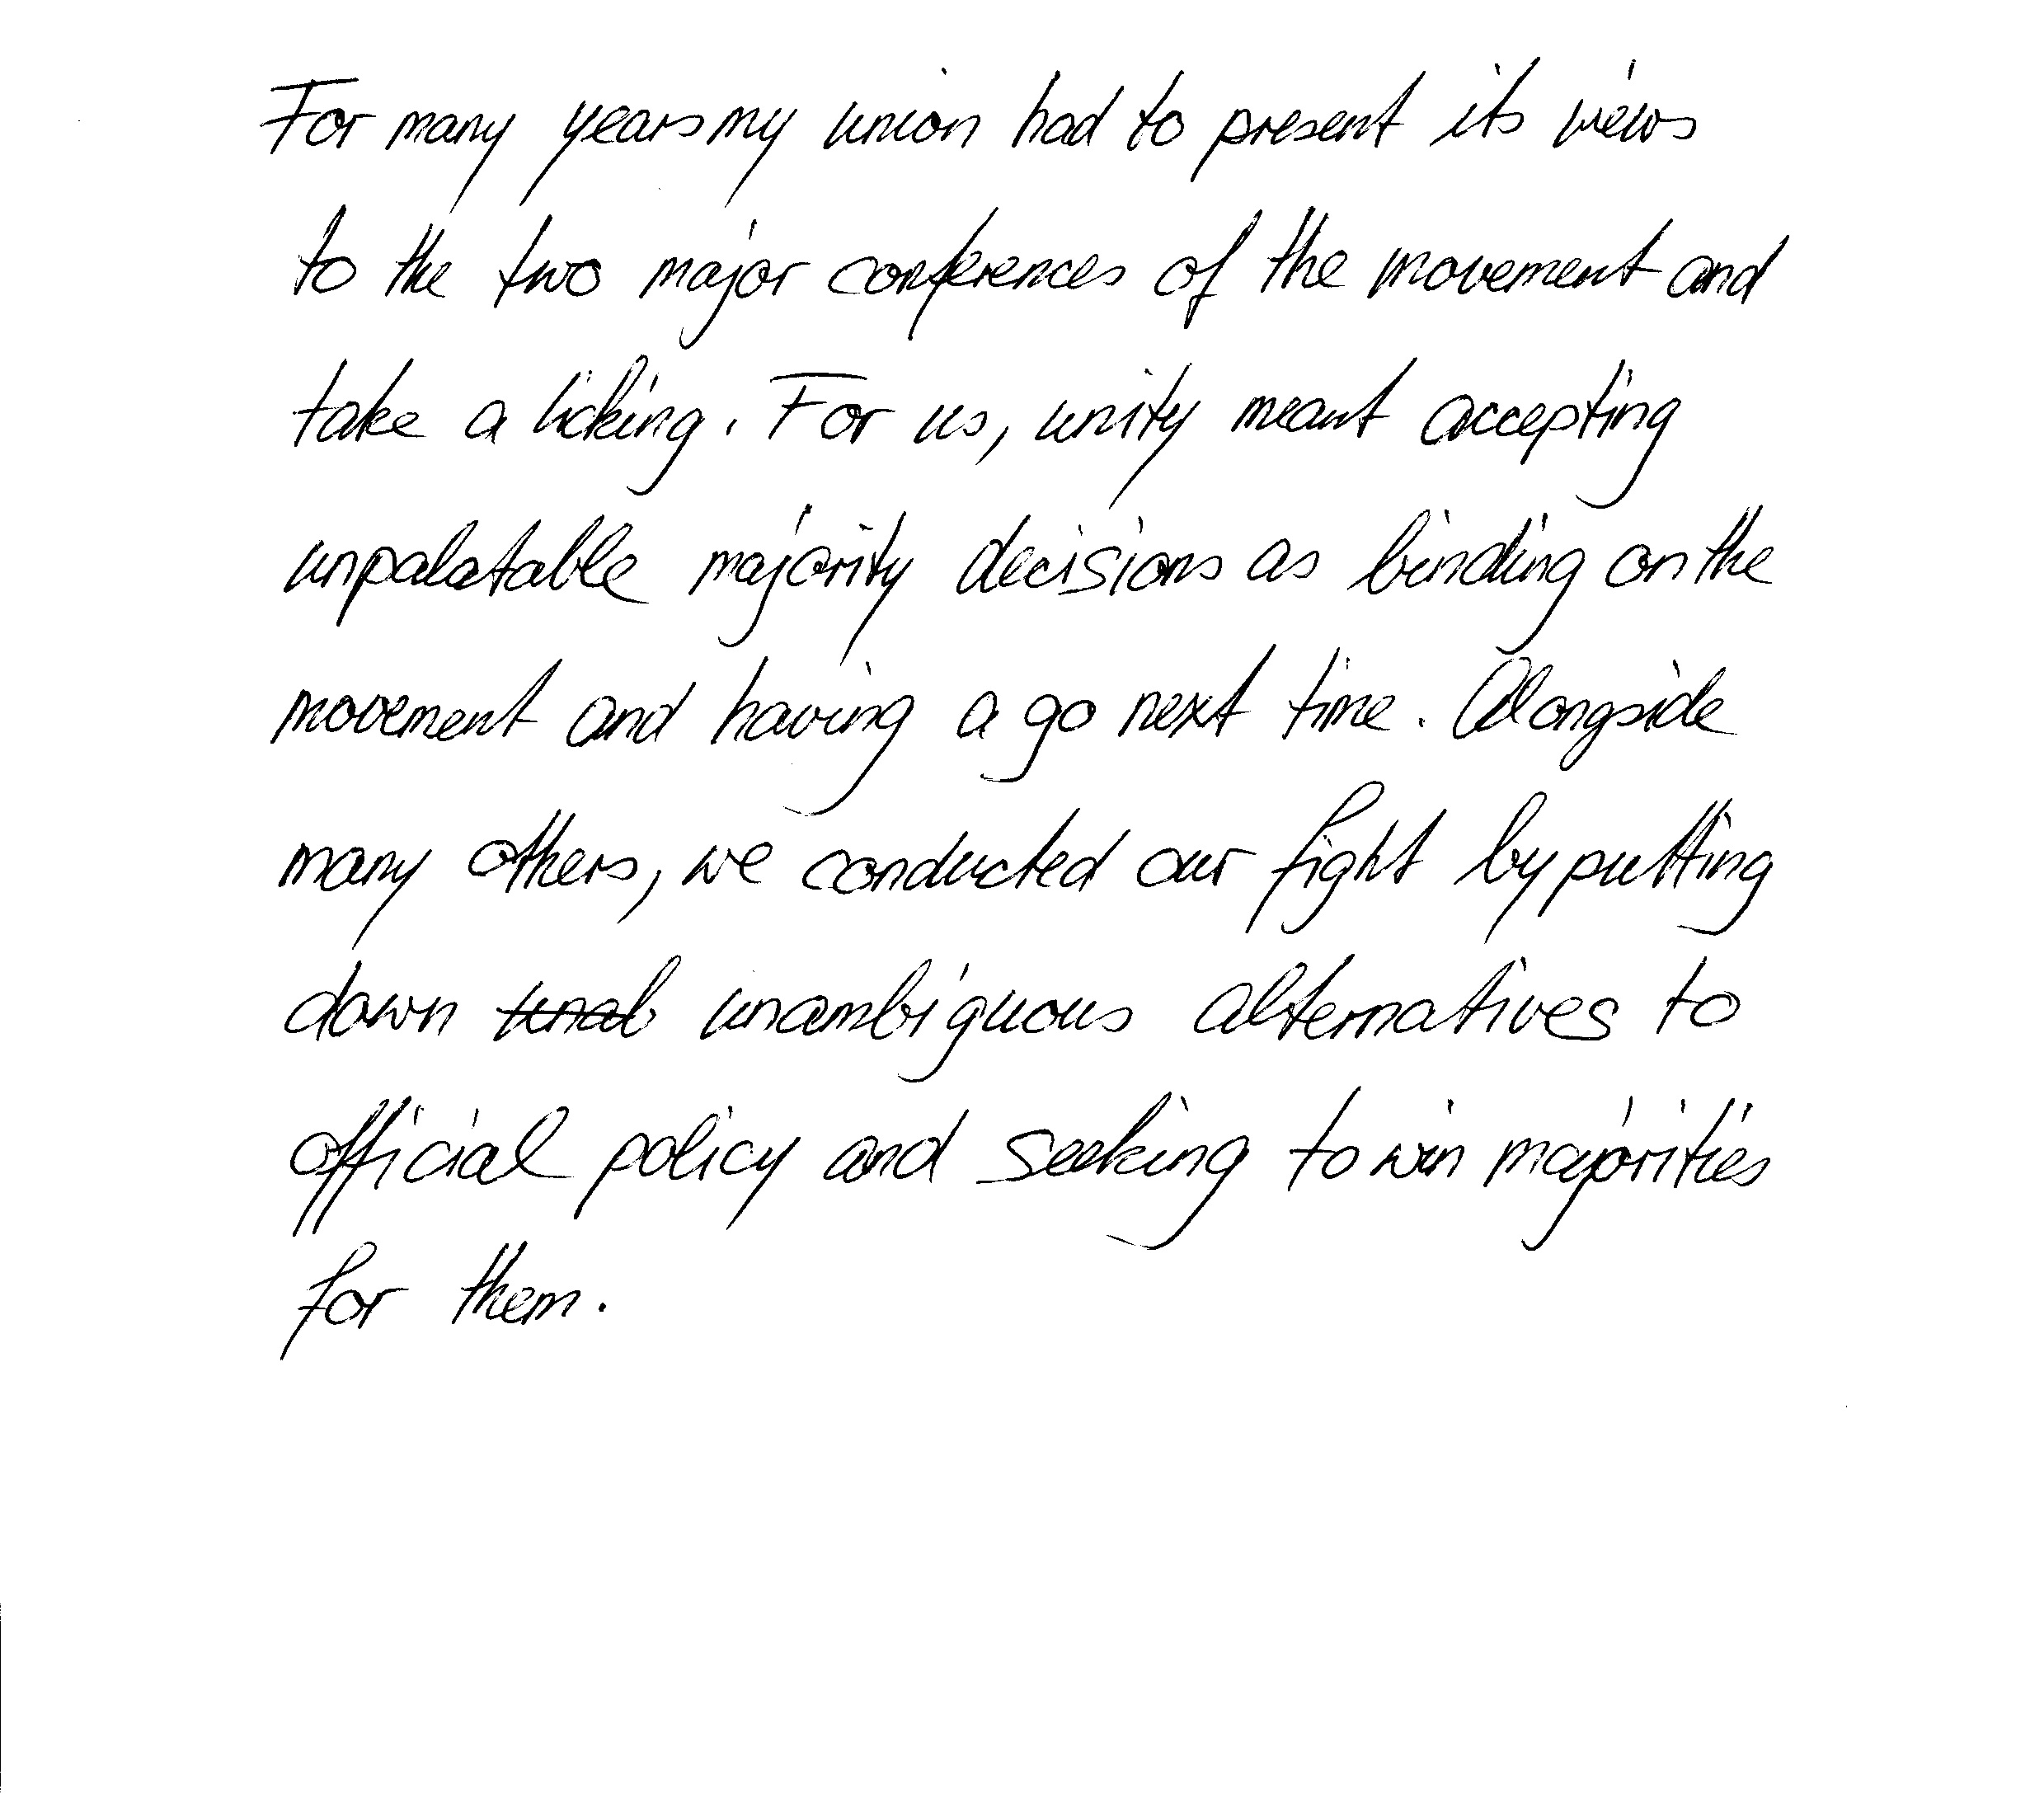 For many years my union had to present its views
to the two major conferences of the movement and
take a licking. For us, unity meant accepting
unpalatable majority decisions as binding on the
movement and having a go next time. Alongside
many others, we conducted our fight by putting
down unambiguous alternatives to
official policy and seeking to win majorities
for them.